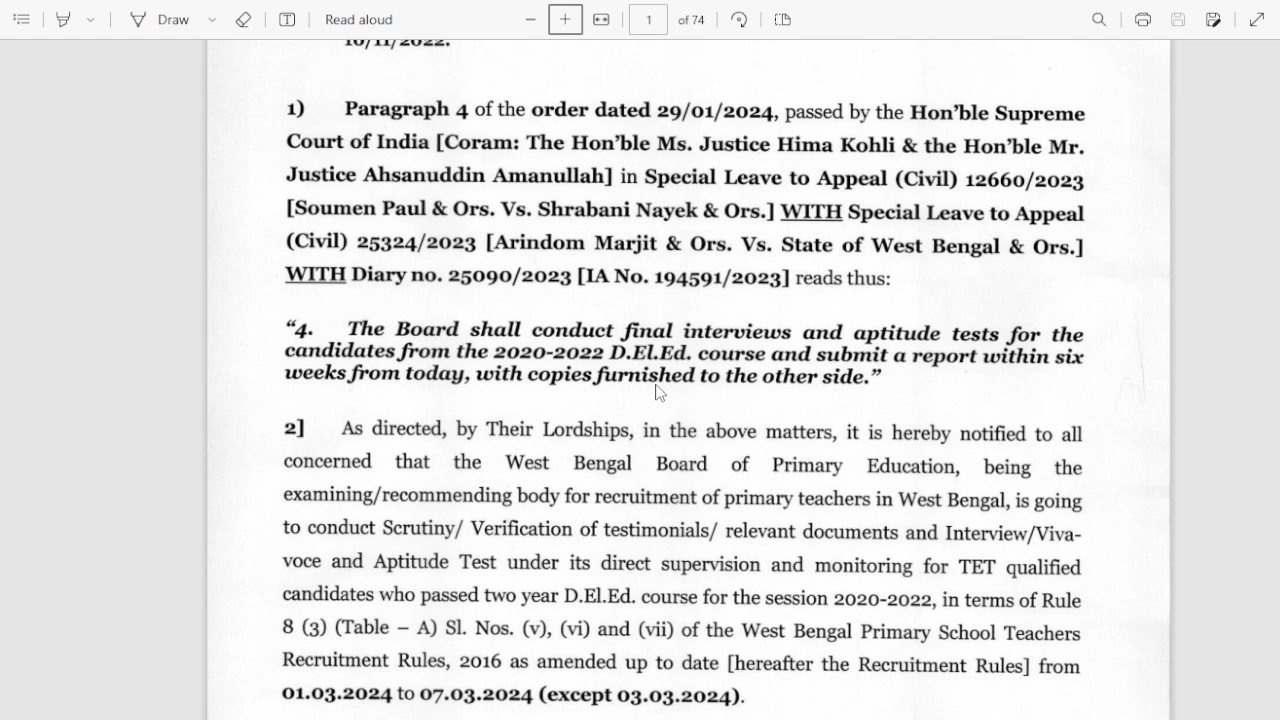 Draw
Read aloud
1
of 74
10/11/2022.
1) Paragraph 4 of the order dated 29/01/2024, passed by the Hon’ble Supreme
Court of India [Coram: The Hon’ble Ms. Justice Hima Kohli & the Hon’ble Mr.
Justice Ahsanuddin Amanullah] in Special Leave to Appeal (Civil) 12660/2023
[Soumen Paul & Ors. Vs. Shrabani Nayek & Ors.] WITH Special Leave to Appeal
(Civil) 25324/2023 [Arindom Marjit & Ors. Vs. State of West Bengal & Ors.]
WITH Diary no. 25090/2023 [IA No. 194591/2023] reads thus:
“4. The Board shall conduct final interviews and aptitude tests for the
candidates from the 2020-2022 D.El.Ed. course and submit a report within six
weeks from today, with copies furnished to the other side.”
2] As directed, by Their Lordships, in the above matters, it is hereby notified to all
concerned that the West Bengal Board of Primary Education, being the
examining/recommending body for recruitment of primary teachers in West Bengal, is going
to conduct Scrutiny/ Verification of testimonials/ relevant documents and Interview/Viva-
voce and Aptitude Test under its direct supervision and monitoring for TET qualified
candidates who passed two year D.El.Ed. course for the session 2020-2022, in terms of Rule
8 (3) (Table – A) Sl. Nos. (v), (vi) and (vii) of the West Bengal Primary School Teachers
Recruitment Rules, 2016 as amended up to date [hereafter the Recruitment Rules] from
01.03.2024 to 07.03.2024 (except 03.03.2024).